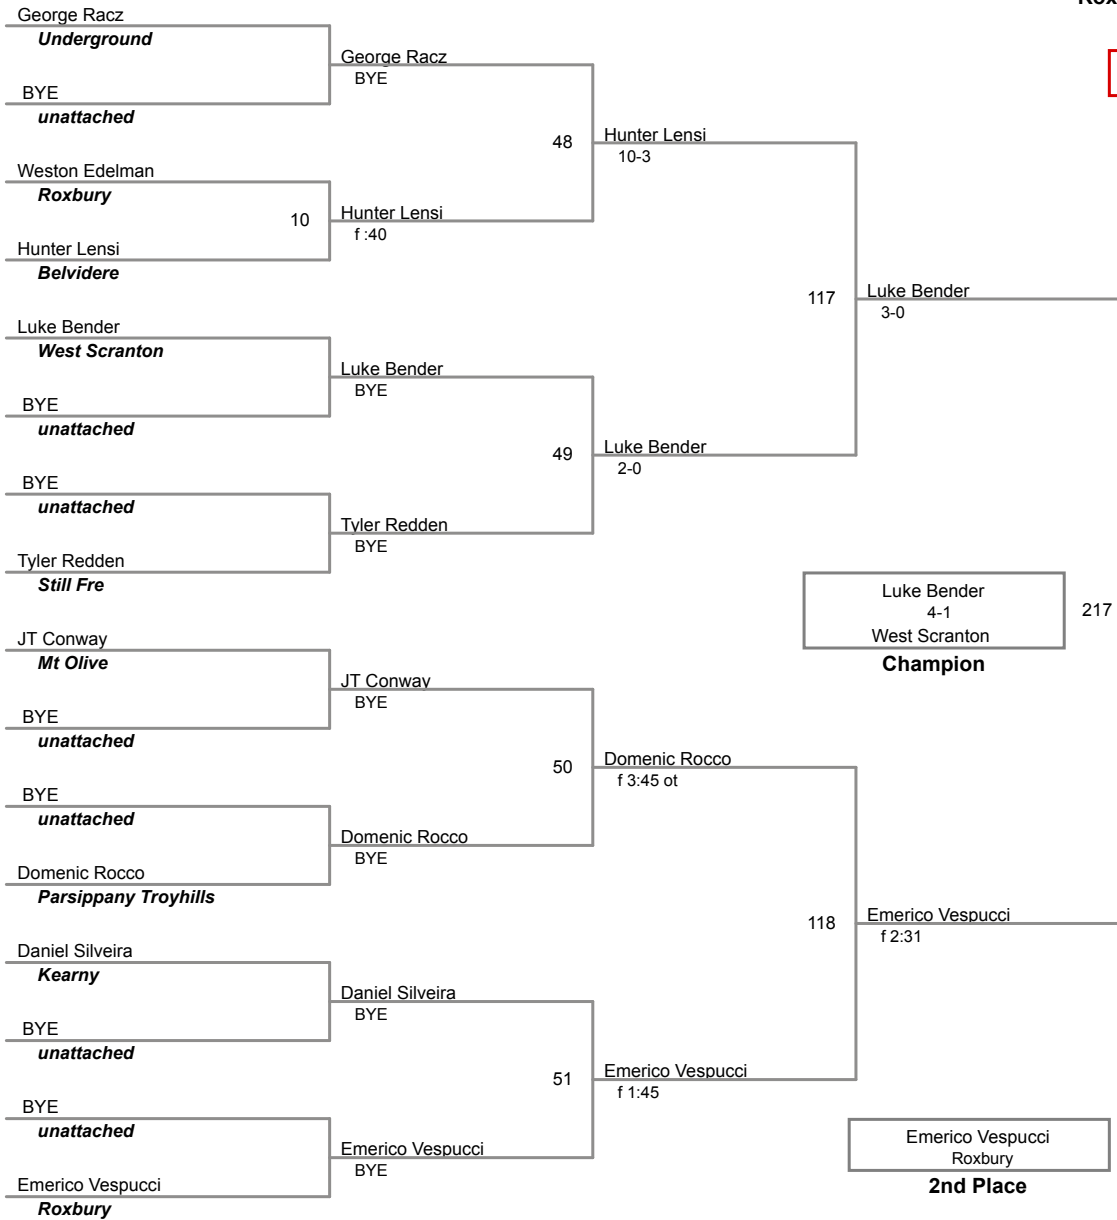 Rox
George Racz
Underground
George Racz
BYE
BYE
unattached
48
Hunter Lensi
10-3
Weston Edelman
Roxbury
10
Hunter Lensi
f :40
Hunter Lensi
Belvidere
117
Luke Bender
3-0
Luke Bender
West Scranton
Luke Bender
BYE
BYE
unattached
49
Luke Bender
2-0
BYE
unattached
Tyler Redden
BYE
Tyler Redden
Still Fre
Luke Bender
4-1
West Scranton
217
Champion
JT Conway
Mt Olive
JT Conway
BYE
BYE
unattached
50
Domenic Rocco
f 3:45 ot
BYE
unattached
Domenic Rocco
BYE
Domenic Rocco
Parsippany Troyhills
118
Emerico Vespucci
f 2:31
Daniel Silveira
Kearny
Daniel Silveira
BYE
BYE
unattached
51
Emerico Vespucci
f 1:45
BYE
unattached
Emerico Vespucci
BYE
Emerico Vespucci
Roxbury
Emerico Vespucci
Roxbury
2nd Place